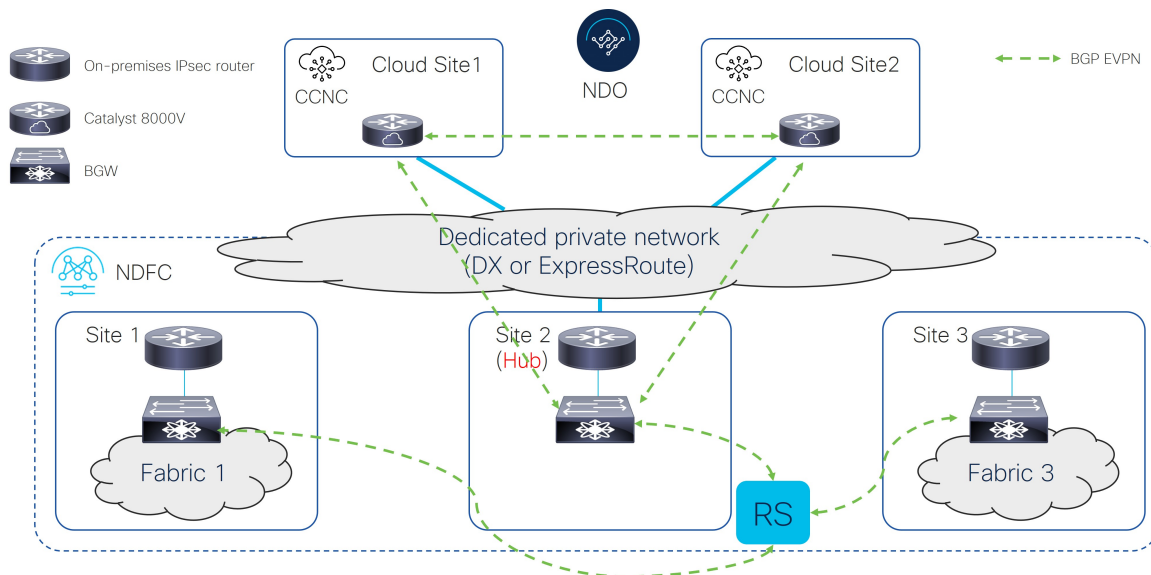 On-premises IPsec router
Catalyst 8000V
BGW
CCNC
Cloud Site1
NDO
CCNC
Cloud Site2
BGP EVPN
Dedicated private network
(DX or ExpressRoute)
NDFC
Site 1
Fabric 1
Site 2
(Hub)
RS
Site 3
Fabric 3